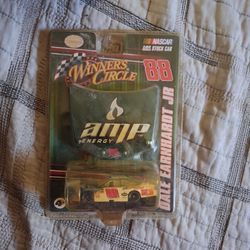 NASCAR
WINNER'S
CIRCLE
88
amp
ENERGY
DALE EARNHARDT JR